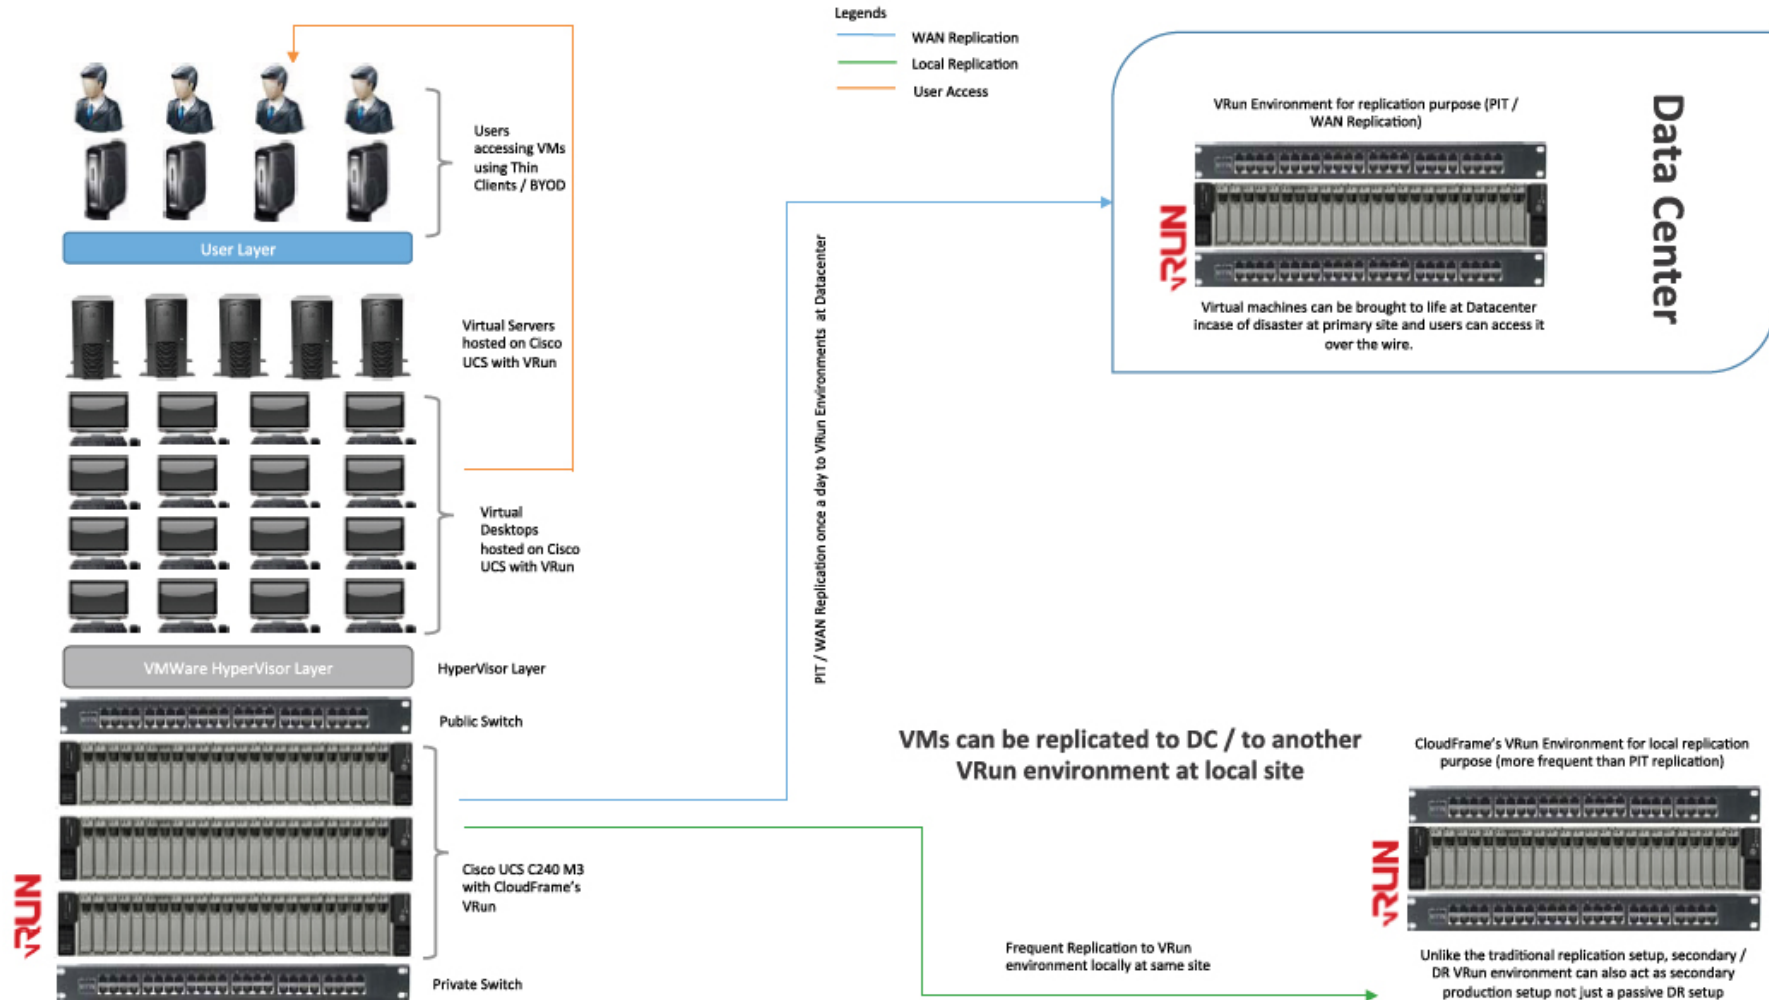 Legends
WAN Replication
Local Replication
User Access
Users
accessing VMs
using Thin
Clients / BYOD
User Layer
Virtual Servers
hosted on Cisco
UCS with VRun
Virtual
Desktops
hosted on Cisco
UCS with VRun
VMWare HyperVisor Layer
HyperVisor Layer
Public Switch
Cisco UCS C240 M3
with CloudFrame's
VRun
vRUN
Private Switch
PIT / WAN Replication once a day to VRun Environments at Datacenter
VRun Environment for replication purpose (PIT /
WAN Replication)
vRUN
Virtual machines can be brought to life at Datacenter
incase of disaster at primary site and users can access it
over the wire.
Data Center
VMs can be replicated to DC / to another
VRun environment at local site
Frequent Replication to VRun
environment locally at same site
CloudFrame's VRun Environment for local replication
purpose (more frequent than PIT replication)
vRUN
Unlike the traditional replication setup, secondary /
DR VRun environment can also act as secondary
production setup not just a passive DR setup